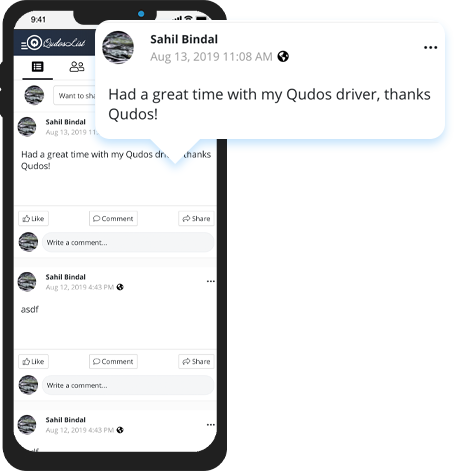 9:41
QudosList
Sahil Bindal
Aug 13, 2019 11:08 AM
Had a great time with my Qudos driver, thanks
Qudos!
Want to sha
Sahil Bindal
Aug 13, 2019 11
Had a great time with my Qudos dri thanks
Qudos!
Like Comment Share
Write a comment...
Sahil Bindal
Aug 12, 2019 4:43 PM
asdf
Like Comment Share
Write a comment...
Sahil Bindal
Aug 12, 2019 4:43 PM